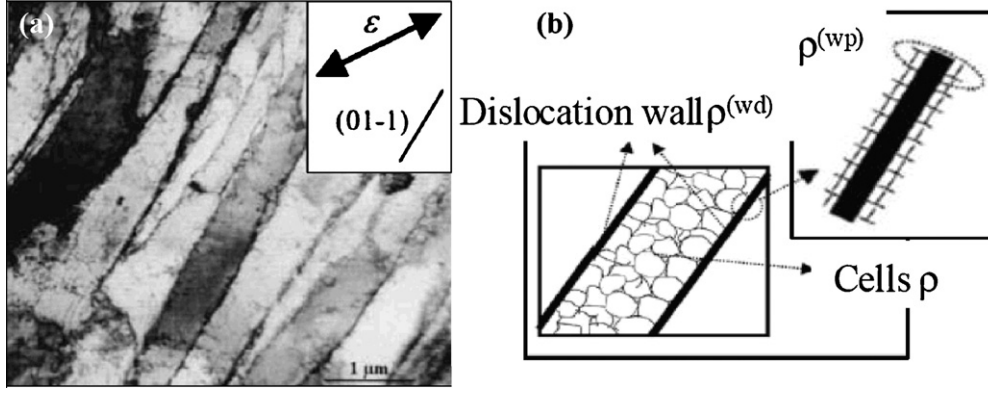 (a)
ε
(01-1)
1 μm
(b)
ρ(wp)
Dislocation wall ρ(wd)
Cells ρ